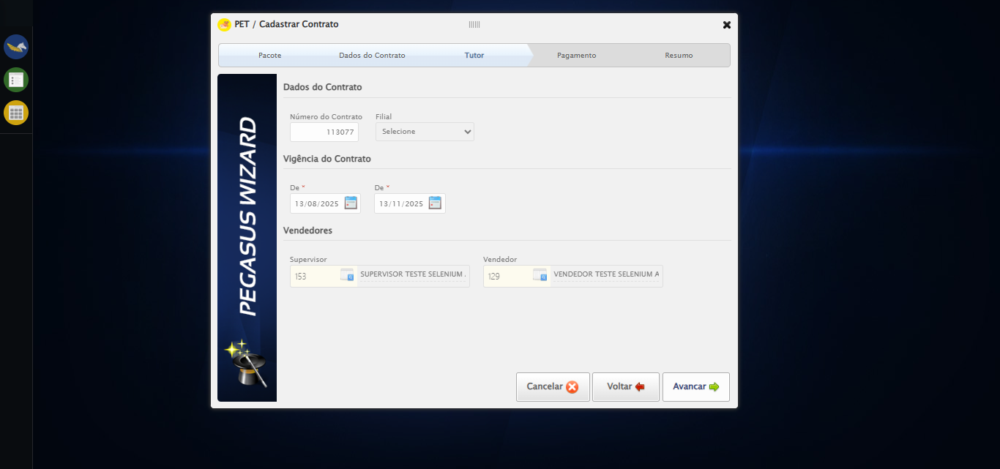 PET / Cadastrar Contrato
Pacote Dados do Contrato Tutor Pagamento Resumo
PEGASUS WIZARD
Dados do Contrato
Número do Contrato Filial
113077 Selecione
Vigência do Contrato
De * De *
13/08/2025 13/11/2025
Vendedores
Supervisor Vendedor
153 SUPERVISOR TESTE SELENIUM 129 VENDEDOR TESTE SELENIUM A
Cancelar Voltar Avancar